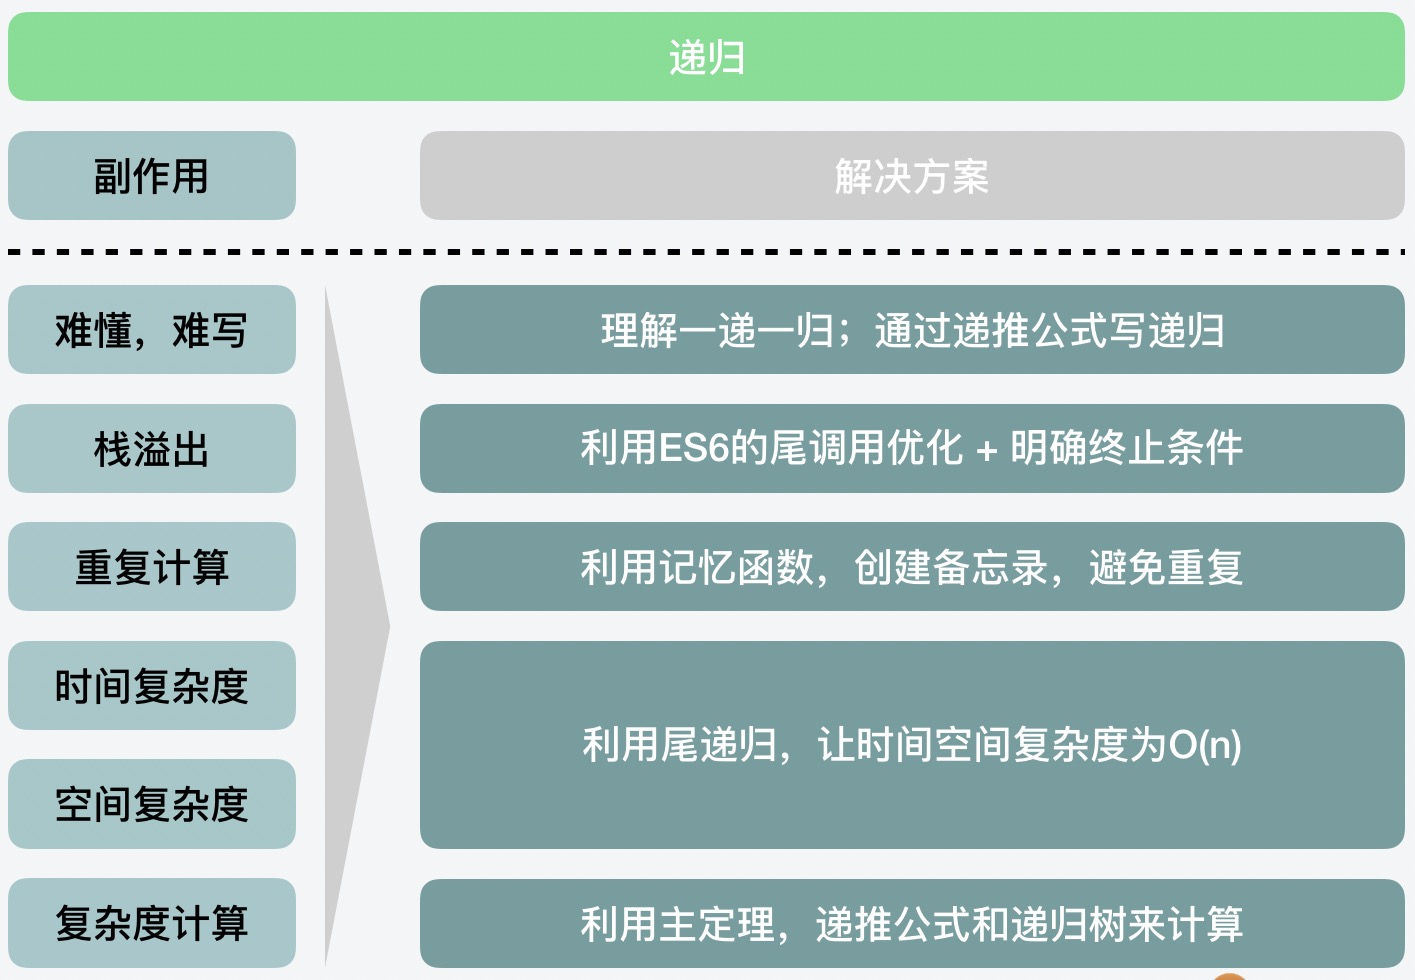 递归
副作用
解决方案
难懂，难写
理解一递一归；通过递推公式写递归
栈溢出
利用ES6的尾调用优化 + 明确终止条件
重复计算
利用记忆函数，创建备忘录，避免重复
时间复杂度
利用尾递归，让时间空间复杂度为O(n)
空间复杂度
复杂度计算
利用主定理，递推公式和递归树来计算